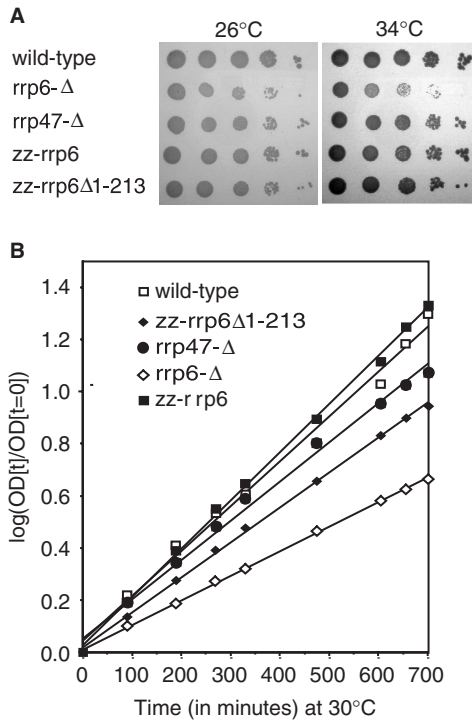 A
26°C 34°C
wild-type
rrp6-Δ
rrp47-Δ
zz-rrp6
zz-rrp6Δ1-213
B
1.4
1.2
1.0
0.8
0.6
0.4
0.2
0.0
log(OD[t]/OD[t=0])
wild-type
zz-rrp6Δ1-213
rrp47-Δ
rrp6-Δ
zz-r rp6
0 100 200 300 400 500 600 700
Time (in minutes) at 30°C